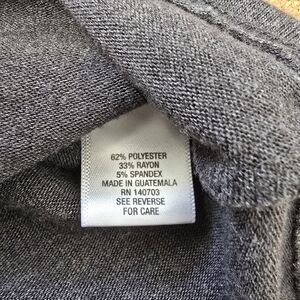 62% POLYESTER
33% RAYON
5% SPANDEX
MADE IN GUATEMALA
RN 140703
SEE REVERSE
FOR CARE